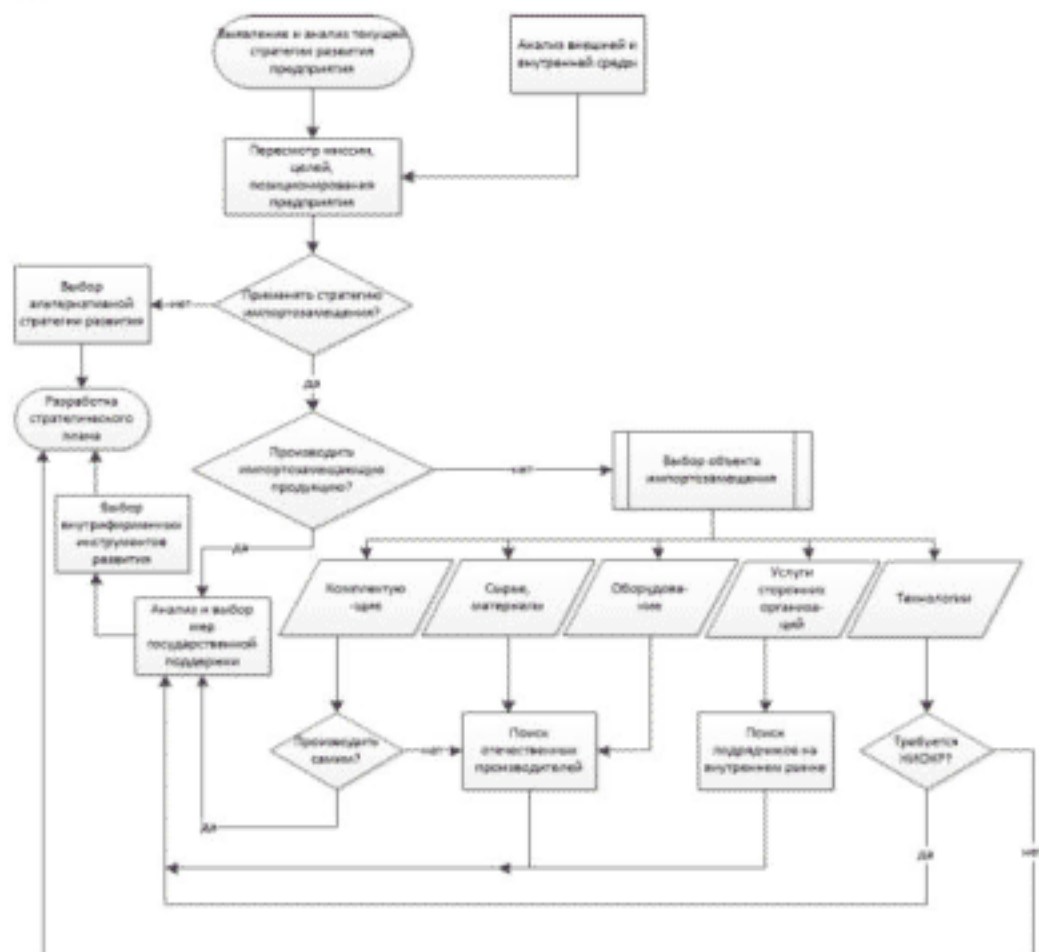 Выявление и анализ текущей
стратегии развития
предприятия
Анализ внешней и
внутренней среды
Пересмотр миссии,
целей,
позиционирования
предприятия
Выбор
альтернативной
стратегии развития
нет
Применять стратегию
импортозамещения?
да
Разработка
стратегического
плана
Производить
импортозамещающую
продукцию?
нет
Выбор объекта
импортозамещения
Выбор
внутрифирменных
инструментов
развития
да
Комплектую
-щие
Сырье,
материалы
Оборудова-
ние
Услуги
сторонних
организа-
ций
Технологии
Анализ и выбор
мер
государственной
поддержки
Производить
самим?
нет
Поиск
отечественных
производителей
Поиск
подрядчиков на
внутреннем рынке
Требуется
НИОКР?
да
да
нет